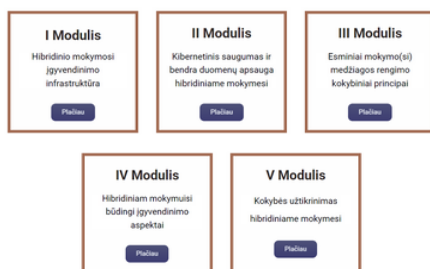 I Modulis
Hibridinio mokymosi
įgyvendinimo
infrastruktūra
Plačiau
II Modulis
Kibernetinis saugumas ir
bendra duomenų apsauga
hibridiniame mokymesi
Plačiau
III Modulis
Esminiai mokymo(si)
medžiagos rengimo
kokybiniai principai
Plačiau
IV Modulis
Hibridiniam mokymuisi
būdingi įgyvendinimo
aspektai
Plačiau
V Modulis
Kokybės užtikrinimas
hibridiniame mokymesi
Plačiau